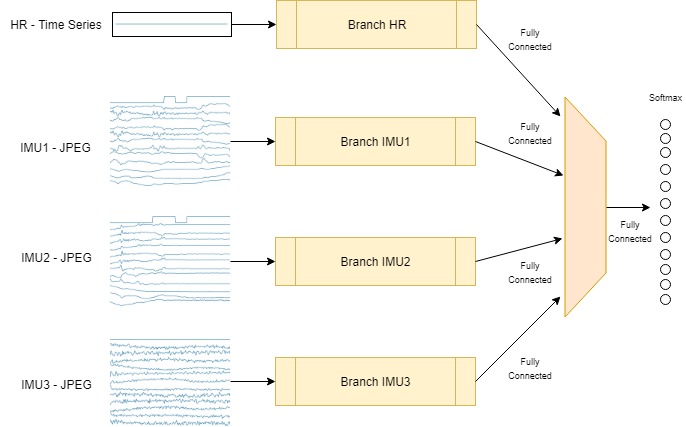 HR - Time Series
Branch HR
Fully
Connected
Softmax
IMU1 - JPEG
Branch IMU1
Fully
Connected
Fully
Connected
IMU2 - JPEG
Branch IMU2
Fully
Connected
IMU3 - JPEG
Branch IMU3
Fully
Connected